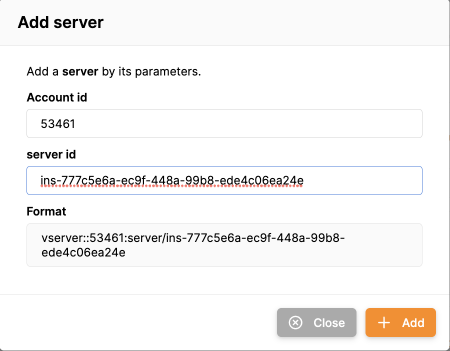 Add server
Add a server by its parameters.
Account id
53461
server id
ins-777c5e6a-ec9f-448a-99b8-ede4c06ea24e
Format
vserver::53461:server/ins-777c5e6a-ec9f-448a-99b8-
ede4c06ea24e
Close
Add